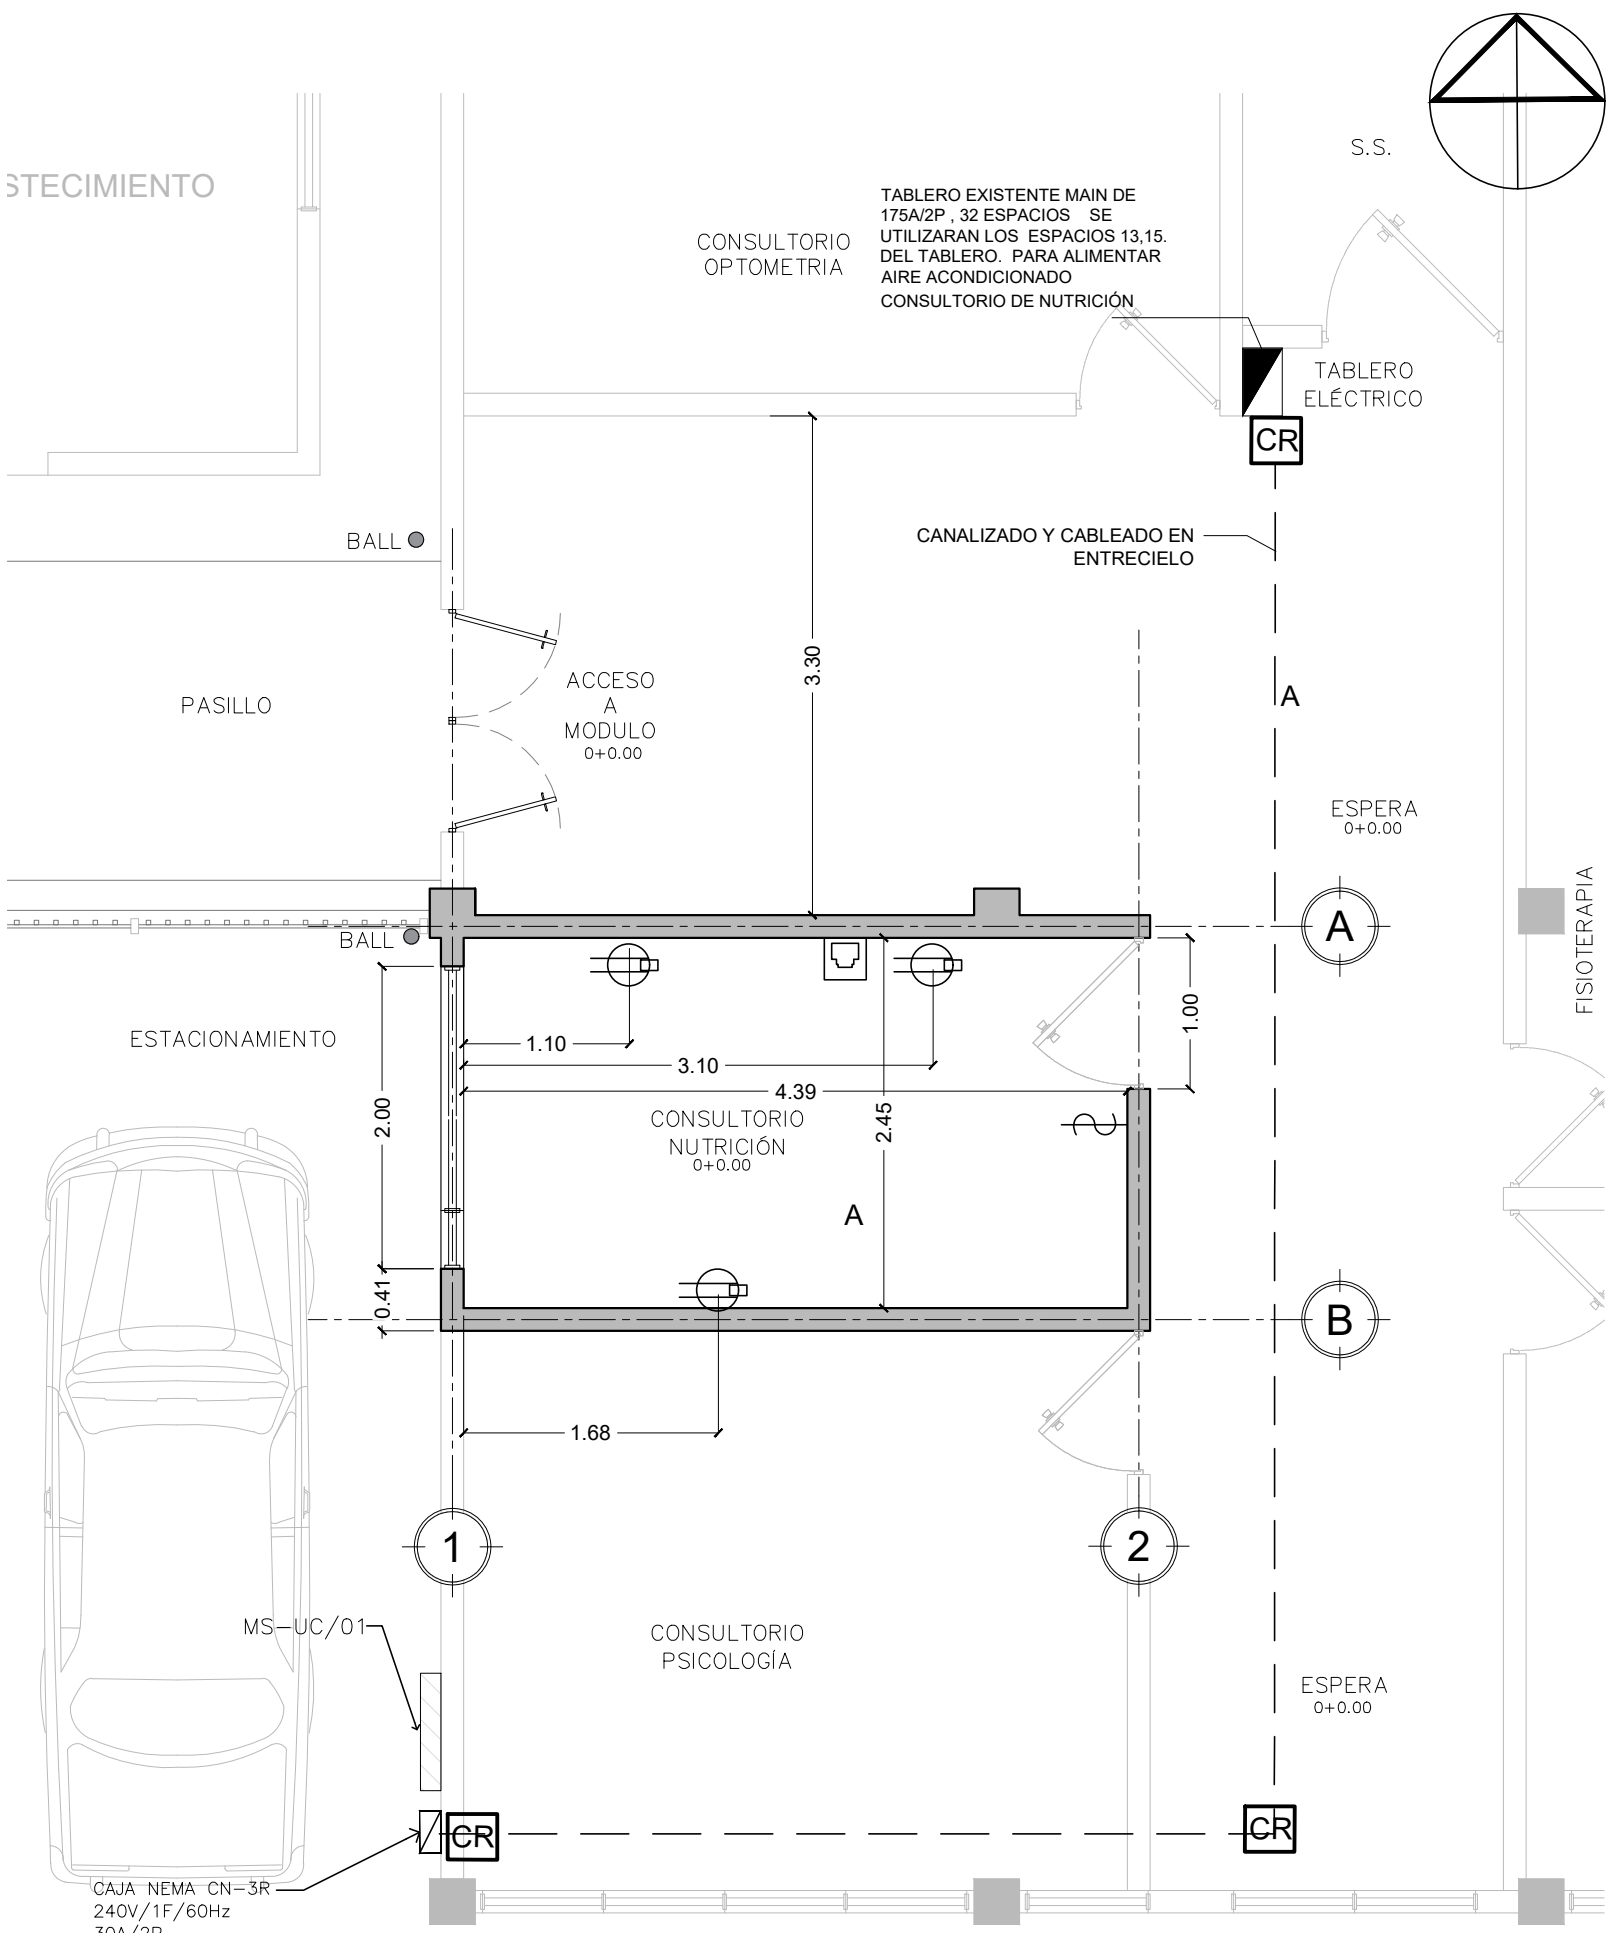 S.S.
STECIMIENTO
TABLERO EXISTENTE MAIN DE
175A/2P , 32 ESPACIOS SE
UTILIZARAN LOS ESPACIOS 13,15.
DEL TABLERO. PARA ALIMENTAR
AIRE ACONDICIONADO
CONSULTORIO DE NUTRICIÓN
CONSULTORIO
OPTOMETRIA
TABLERO
ELÉCTRICO
CR
CANALIZADO Y CABLEADO EN
ENTRECIELO
BALL
3.30
A
ACCESO
A
MODULO
0+0.00
PASILLO
ESPERA
0+0.00
FISIOTERAPIA
A
BALL
1.00
ESTACIONAMIENTO
1.10
3.10
4.39
2.00
2.45
CONSULTORIO
NUTRICIÓN
0+0.00
A
0.41
B
1.68
1
2
MS-UC/01
CONSULTORIO
PSICOLOGÍA
ESPERA
0+0.00
CR
CR
CAJA NEMA CN-3R
240V/1F/60Hz
30A/2P